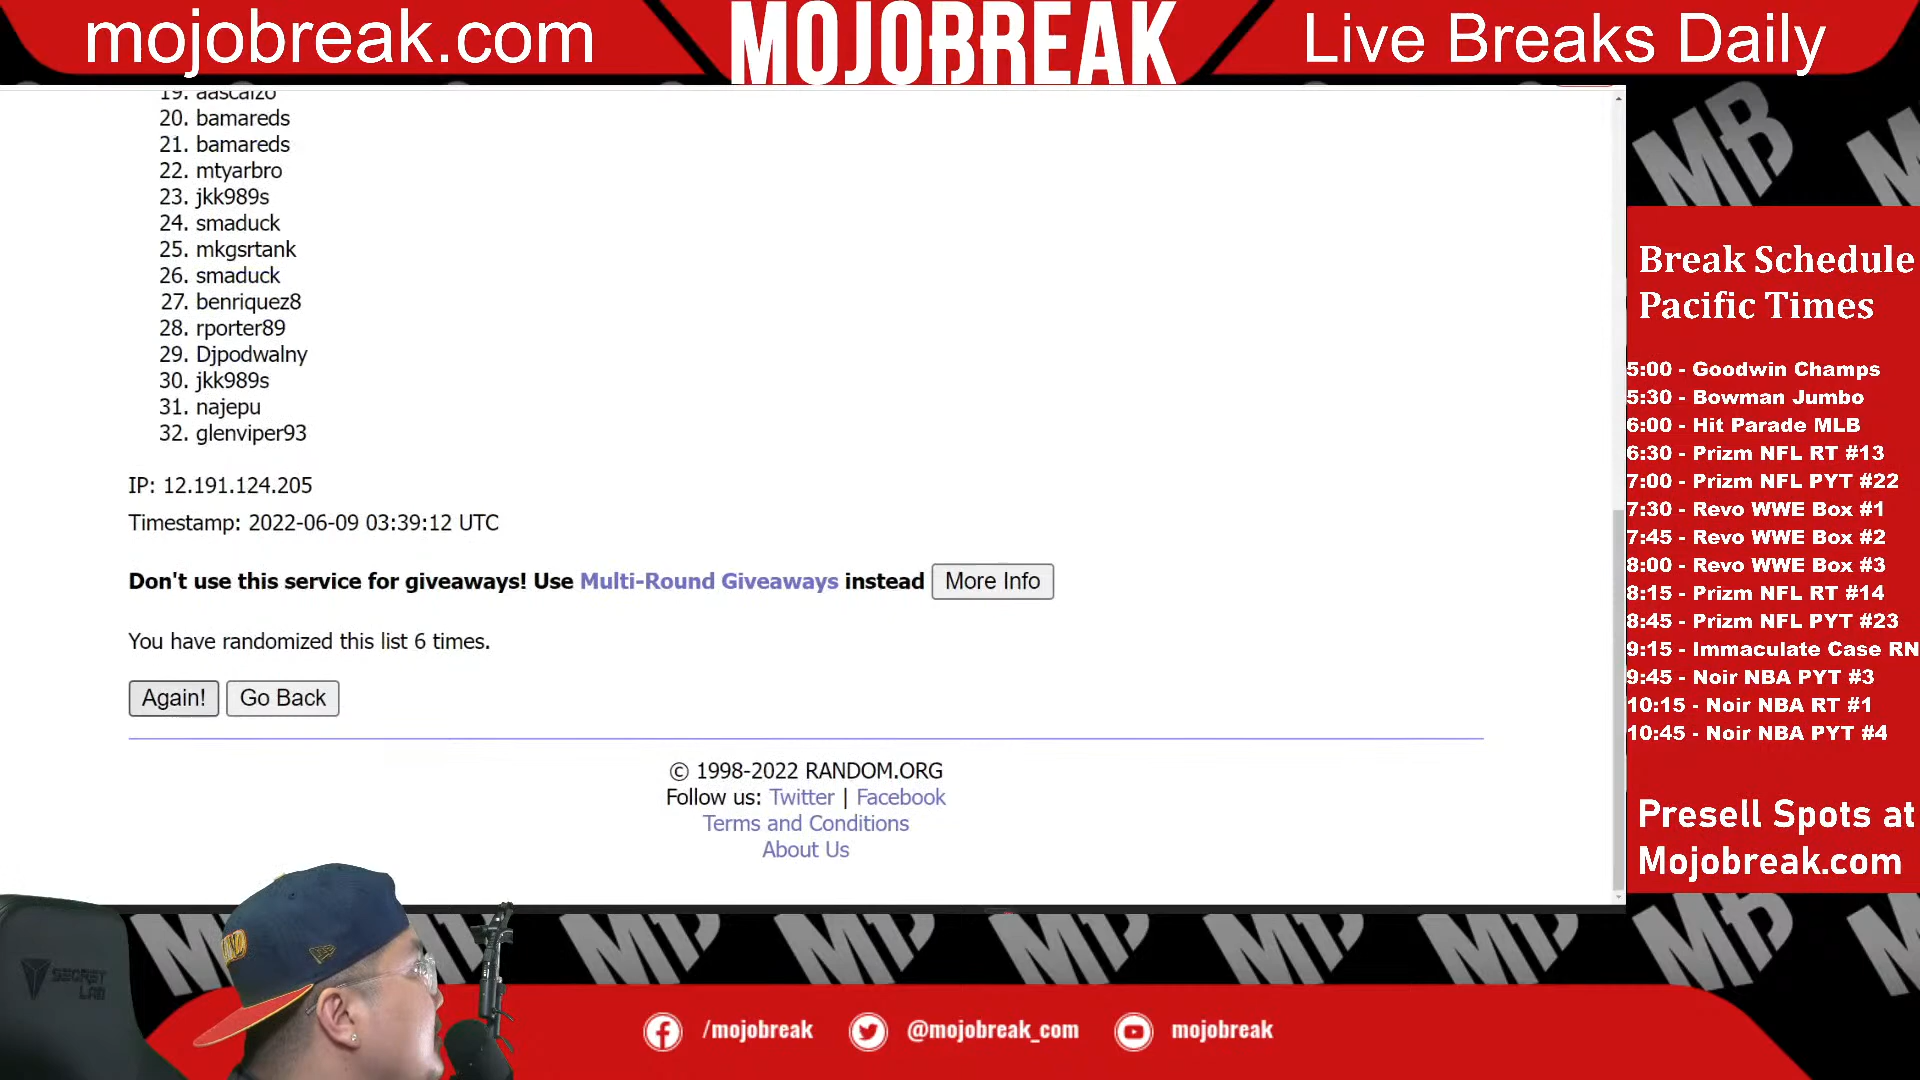 mojobreak.com
MOJOBREAK
Live Breaks Daily
19. aascalzo
20. bamareds
21. bamareds
22. mtyarbro
23. jkk989s
24. smaduck
25. mkgsrtank
26. smaduck
27. benriquez8
28. rporter89
29. Djpodwalny
30. jkk989s
31. najepu
32. glenviper93
IP: 12.191.124.205
Timestamp: 2022-06-09 03:39:12 UTC
Don't use this service for giveaways! Use Multi-Round Giveaways instead More Info
You have randomized this list 6 times.
Again! Go Back
© 1998-2022 RANDOM.ORG
Follow us: Twitter | Facebook
Terms and Conditions
About Us
Break Schedule
Pacific Times
5:00 - Goodwin Champs
5:30 - Bowman Jumbo
6:00 - Hit Parade MLB
6:30 - Prizm NFL RT #13
7:00 - Prizm NFL PYT #22
7:30 - Revo WWE Box #1
7:45 - Revo WWE Box #2
8:00 - Revo WWE Box #3
8:15 - Prizm NFL RT #14
8:45 - Prizm NFL PYT #23
9:15 - Immaculate Case RN
9:45 - Noir NBA PYT #3
10:15 - Noir NBA RT #1
10:45 - Noir NBA PYT #4
Presell Spots at
Mojobreak.com
SECRET
LAB
/mojobreak
@mojobreak_com
mojobreak